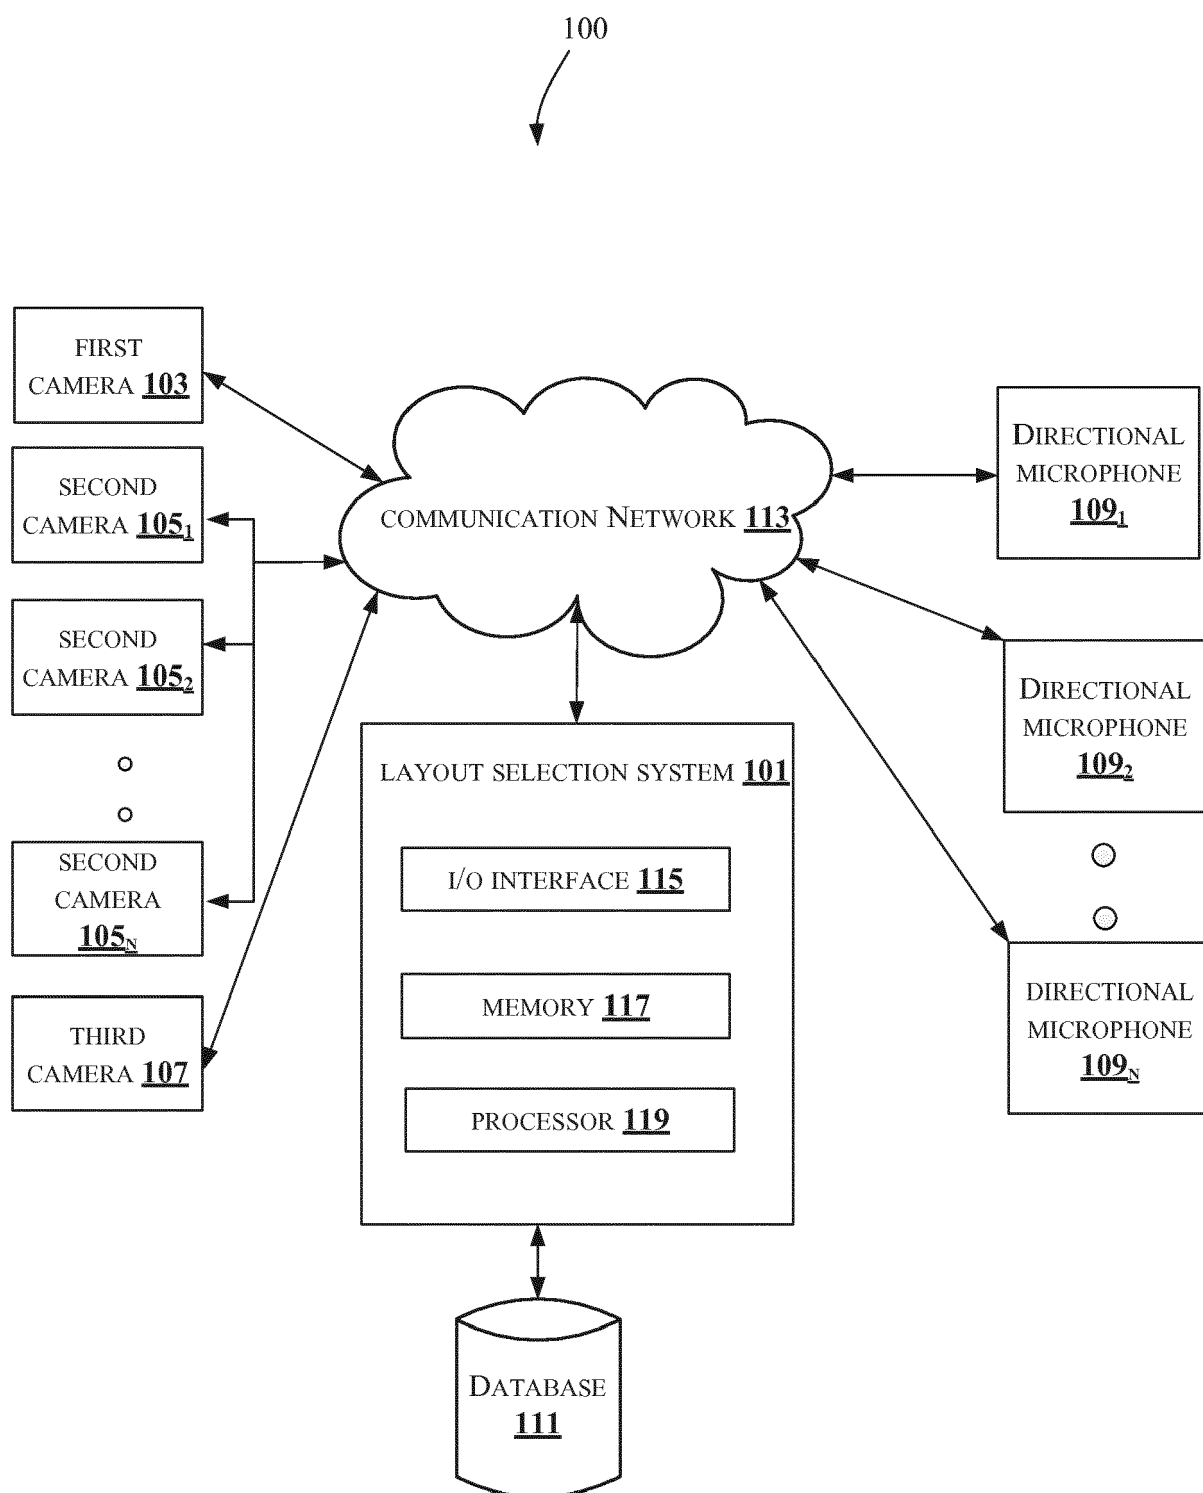 100
FIRST
CAMERA 103
SECOND
CAMERA 105₁
SECOND
CAMERA 105₂
SECOND
CAMERA
105ₙ
THIRD
CAMERA 107
COMMUNICATION NETWORK 113
DIRECTIONAL
MICROPHONE
109₁
DIRECTIONAL
MICROPHONE
109₂
DIRECTIONAL
MICROPHONE
109ₙ
LAYOUT SELECTION SYSTEM 101
I/O INTERFACE 115
MEMORY 117
PROCESSOR 119
DATABASE
111